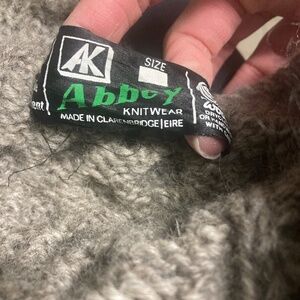 AK
SIZE
Abbey
KNITWEAR
MADE IN CLARENBRIDGE|EIRE